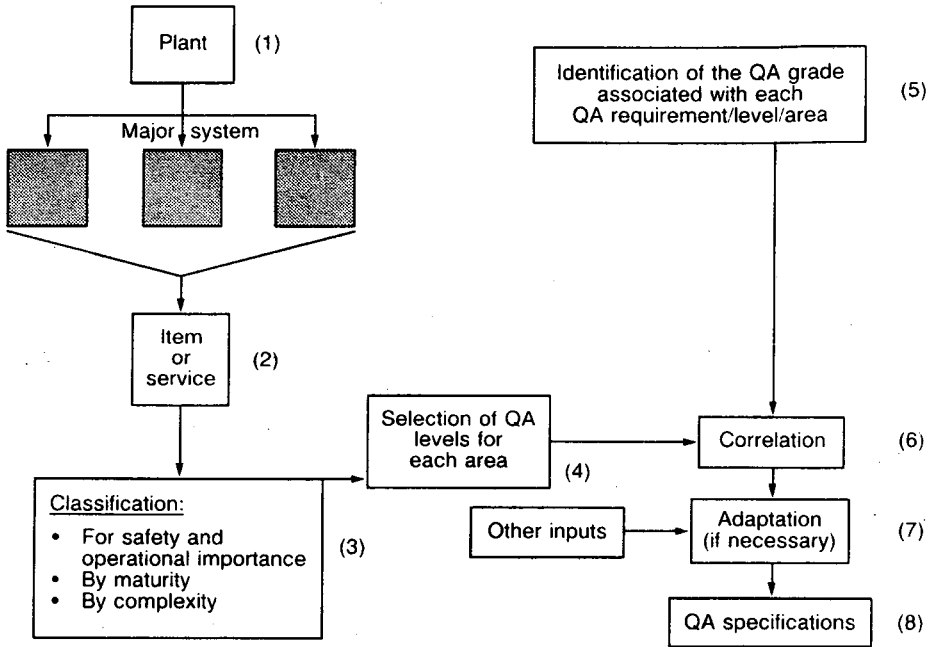 Plant
(1)
Major system
Item
or
service
(2)
Classification:
• For safety and
operational importance
• By maturity
• By complexity
(3)
Selection of QA
levels for
each area
(4)
Identification of the QA grade
associated with each
QA requirement/level/area
(5)
Correlation
(6)
Other inputs
Adaptation
(if necessary)
(7)
QA specifications
(8)